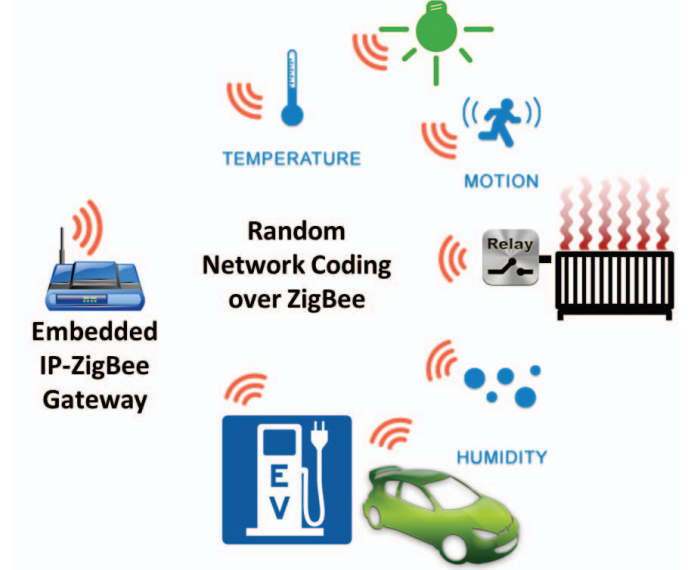 TEMPERATURE
MOTION
Random
Network Coding
over ZigBee
Relay
Embedded
IP-ZigBee
Gateway
E
V
HUMIDITY